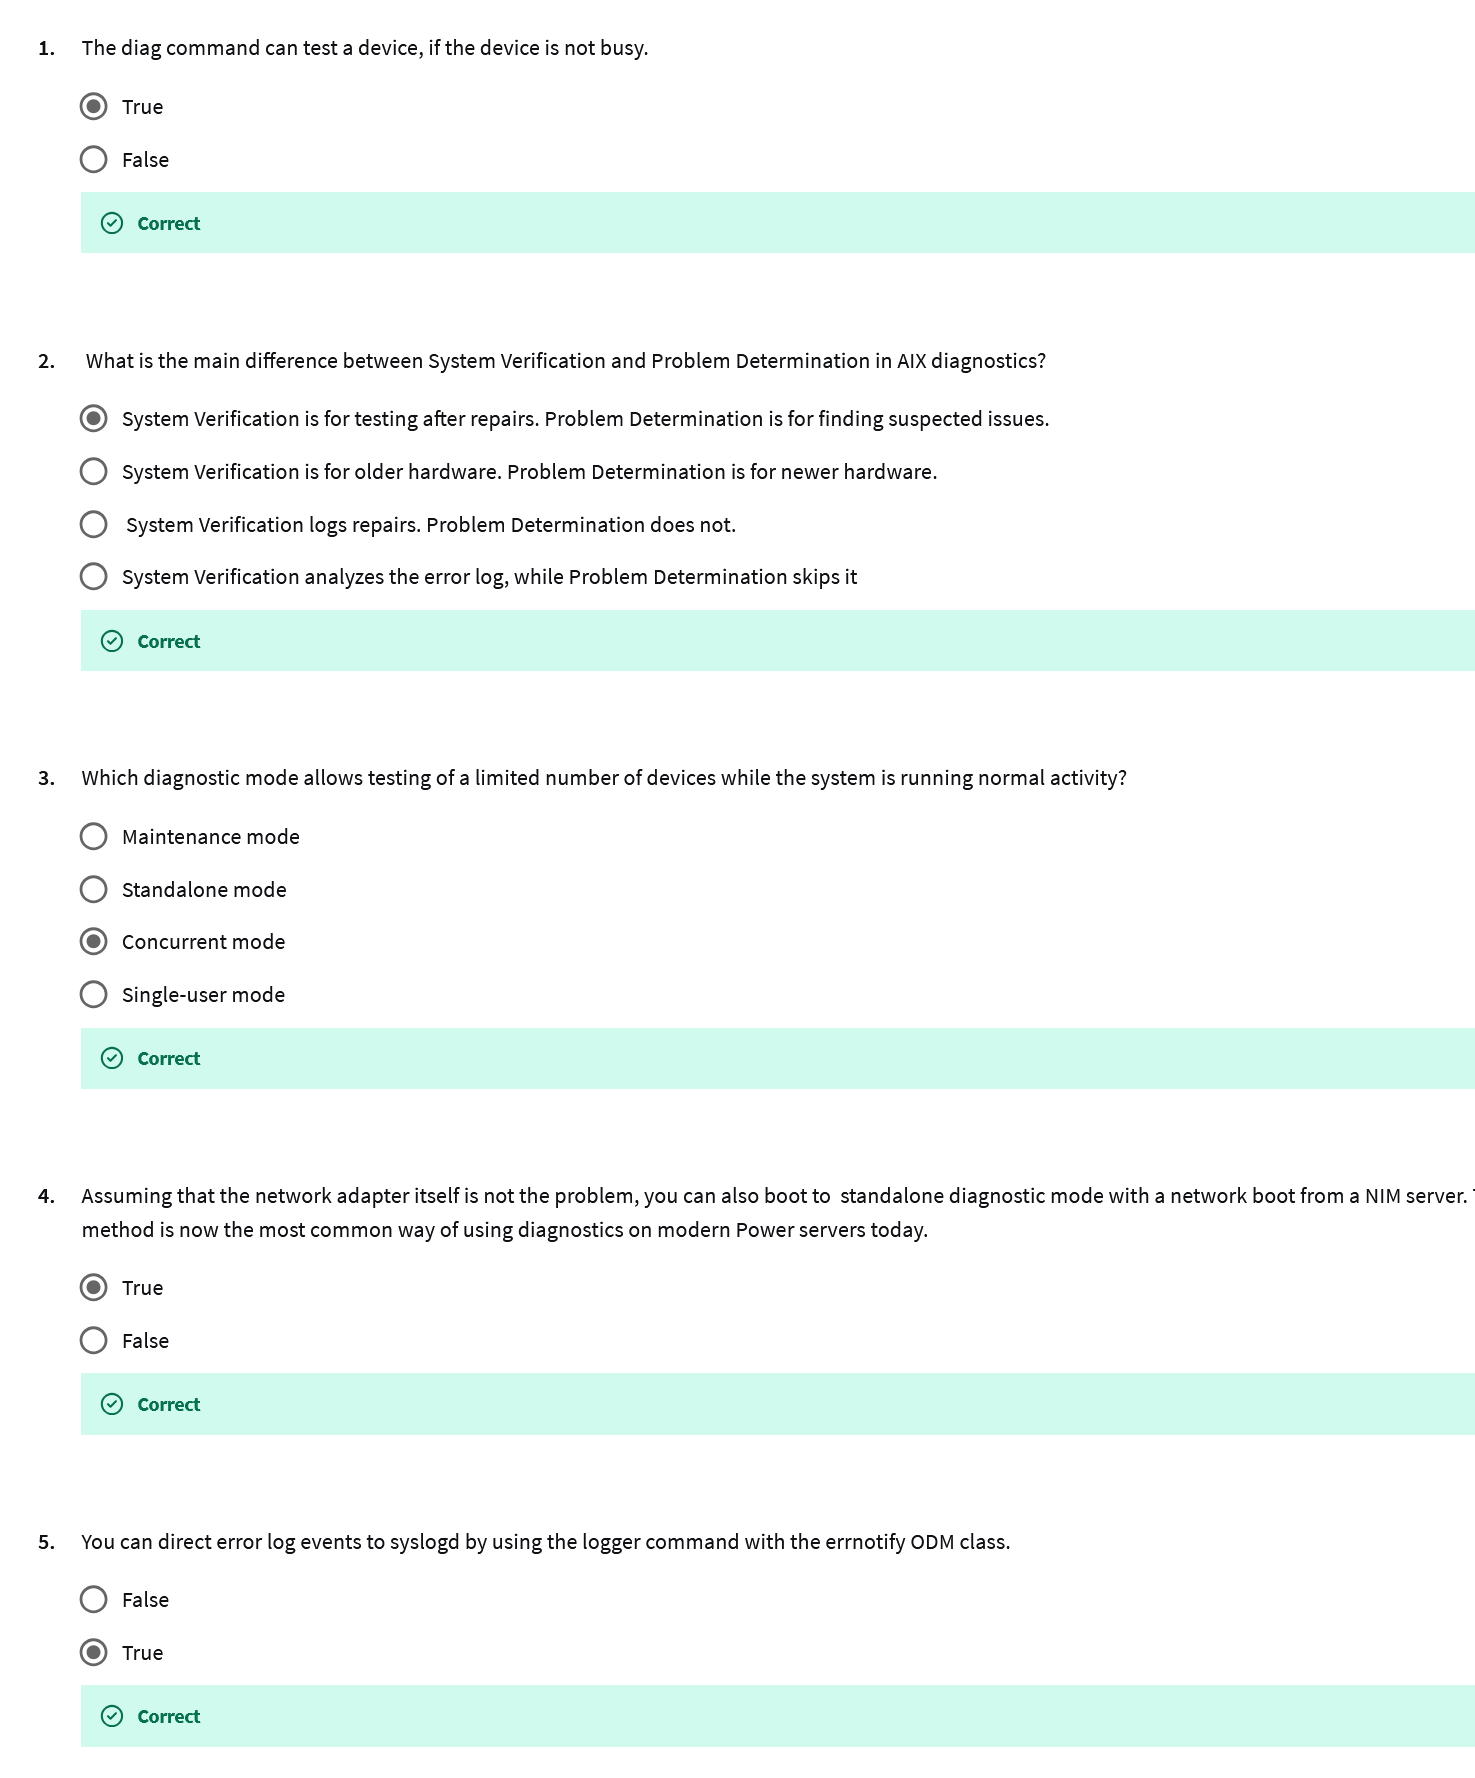 1. The diag command can test a device, if the device is not busy.
True
False
Correct
2. What is the main difference between System Verification and Problem Determination in AIX diagnostics?
System Verification is for testing after repairs. Problem Determination is for finding suspected issues.
System Verification is for older hardware. Problem Determination is for newer hardware.
System Verification logs repairs. Problem Determination does not.
System Verification analyzes the error log, while Problem Determination skips it
Correct
3. Which diagnostic mode allows testing of a limited number of devices while the system is running normal activity?
Maintenance mode
Standalone mode
Concurrent mode
Single-user mode
Correct
4. Assuming that the network adapter itself is not the problem, you can also boot to standalone diagnostic mode with a network boot from a NIM server.
method is now the most common way of using diagnostics on modern Power servers today.
True
False
Correct
5. You can direct error log events to syslogd by using the logger command with the errnotify ODM class.
False
True
Correct